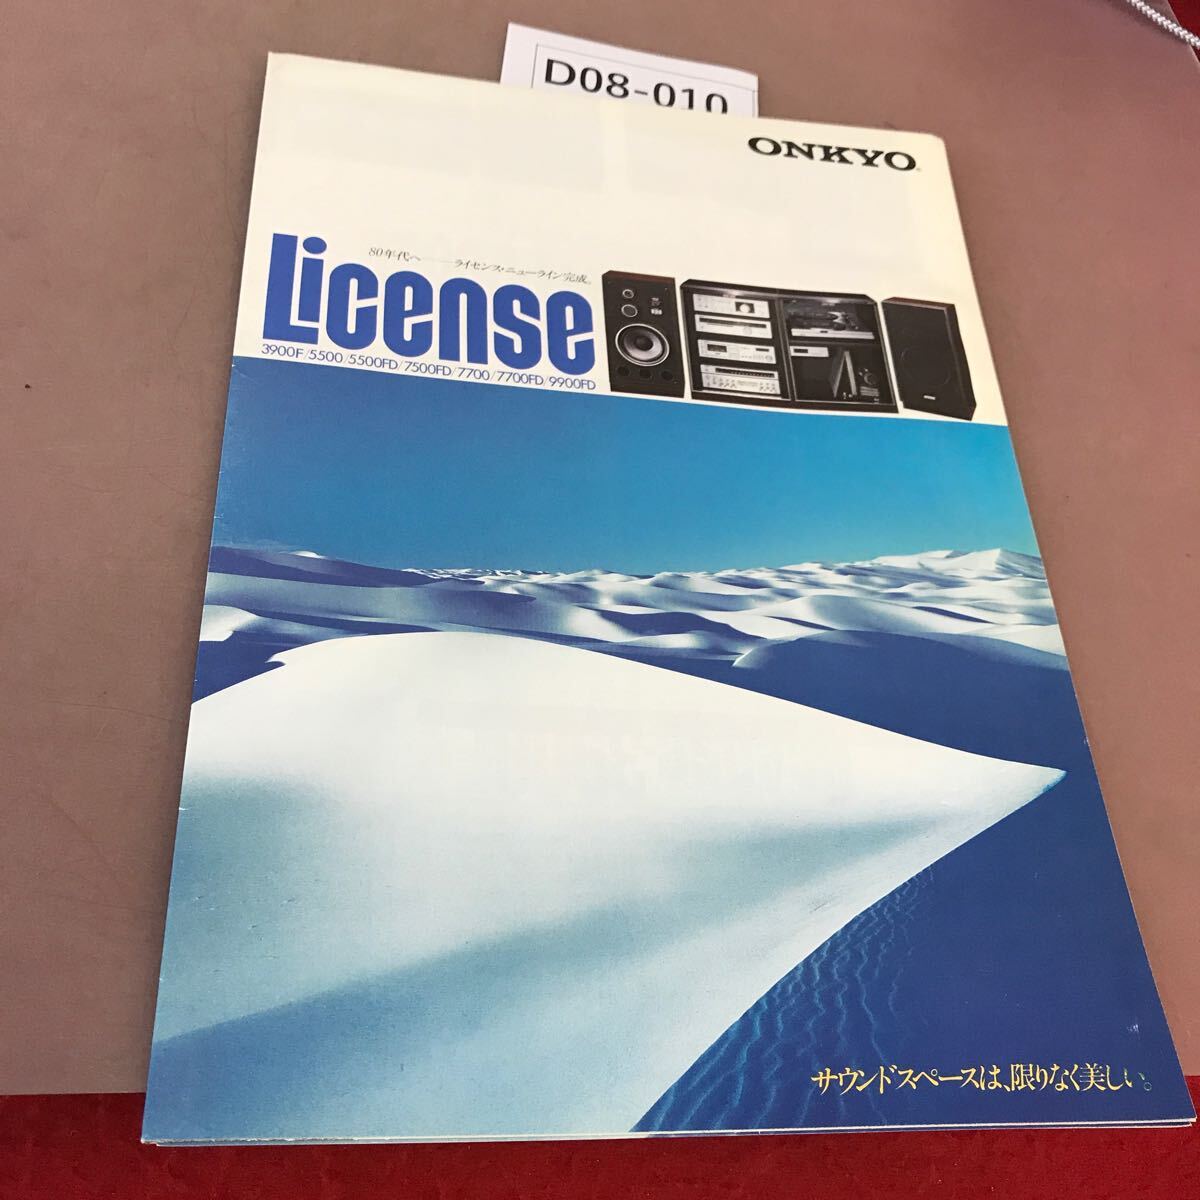 D08-010
ONKYO
80年代へ――ライセンス・ニューライン完成。
License
3900F/5500/5500FD/7500FD/7700/7700FD/9900FD
サウンドスペースは、限りなく美しい。